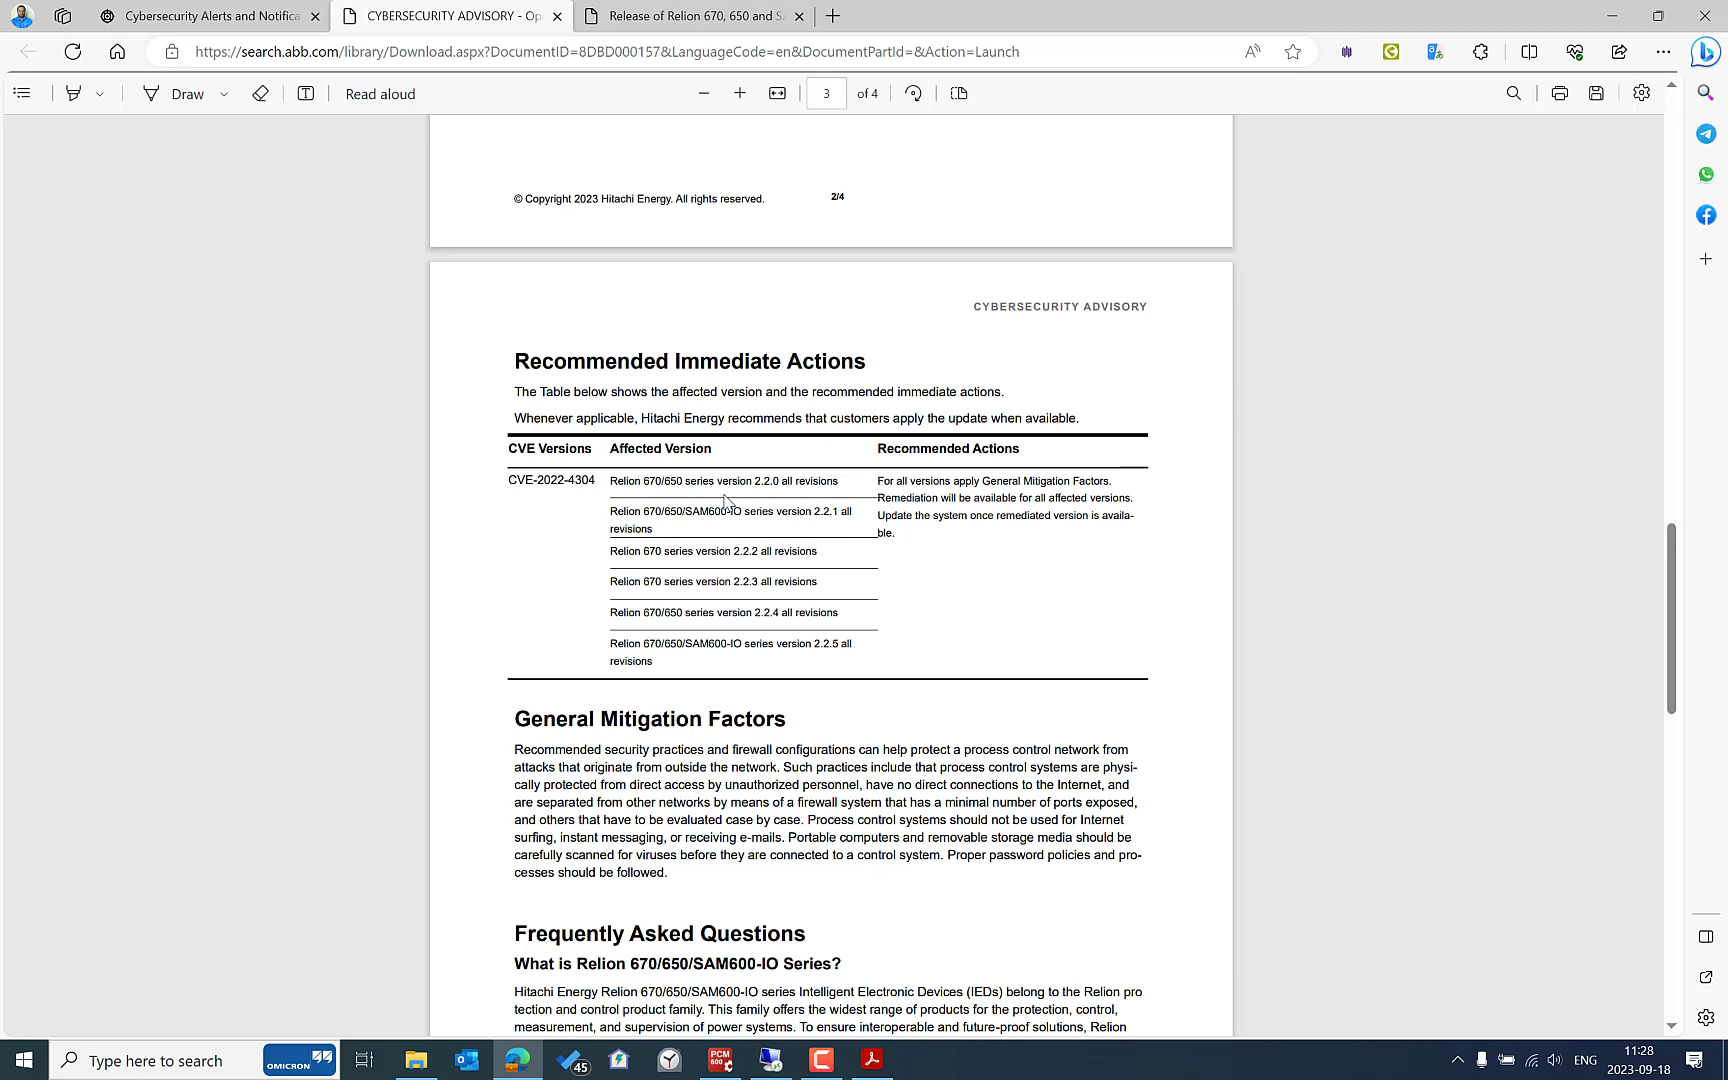 Cybersecurity Alerts and Notifica
CYBERSECURITY ADVISORY - Op
Release of Relion 670, 650 and S
https://search.abb.com/library/Download.aspx?DocumentID=8DBD000157&LanguageCode=en&DocumentPartId=&Action=Launch
Draw
Read aloud
3
of 4
© Copyright 2023 Hitachi Energy. All rights reserved.
2/4
CYBERSECURITY ADVISORY
Recommended Immediate Actions
The Table below shows the affected version and the recommended immediate actions.
Whenever applicable, Hitachi Energy recommends that customers apply the update when available.
CVE Versions Affected Version Recommended Actions
CVE-2022-4304
Relion 670/650 series version 2.2.0 all revisions
Relion 670/650/SAM600-IO series version 2.2.1 all
revisions
Relion 670 series version 2.2.2 all revisions
Relion 670 series version 2.2.3 all revisions
Relion 670/650 series version 2.2.4 all revisions
Relion 670/650/SAM600-IO series version 2.2.5 all
revisions
For all versions apply General Mitigation Factors.
Remediation will be available for all affected versions.
Update the system once remediated version is availa-
ble.
General Mitigation Factors
Recommended security practices and firewall configurations can help protect a process control network from
attacks that originate from outside the network. Such practices include that process control systems are physi-
cally protected from direct access by unauthorized personnel, have no direct connections to the Internet, and
are separated from other networks by means of a firewall system that has a minimal number of ports exposed,
and others that have to be evaluated case by case. Process control systems should not be used for Internet
surfing, instant messaging, or receiving e-mails. Portable computers and removable storage media should be
carefully scanned for viruses before they are connected to a control system. Proper password policies and pro-
cesses should be followed.
Frequently Asked Questions
What is Relion 670/650/SAM600-IO Series?
Hitachi Energy Relion 670/650/SAM600-IO series Intelligent Electronic Devices (IEDs) belong to the Relion pro
tection and control product family. This family offers the widest range of products for the protection, control,
measurement, and supervision of power systems. To ensure interoperable and future-proof solutions, Relion
Type here to search
OMICRON
45
PCM
600
ENG
11:28
2023-09-18